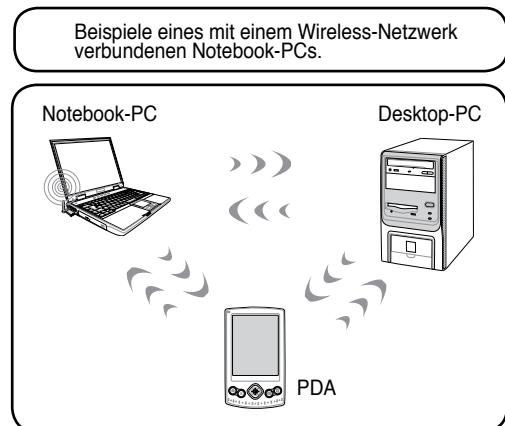 Beispiele eines mit einem Wireless-Netzwerk
verbundenen Notebook-PCs.
Notebook-PC
Desktop-PC
PDA